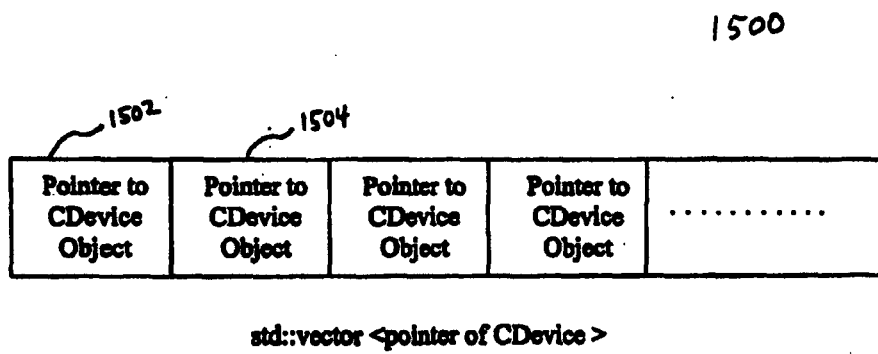 1500
1502
1504
Pointer to CDevice Object
Pointer to CDevice Object
Pointer to CDevice Object
Pointer to CDevice Object
...........
std::vector <pointer of CDevice >